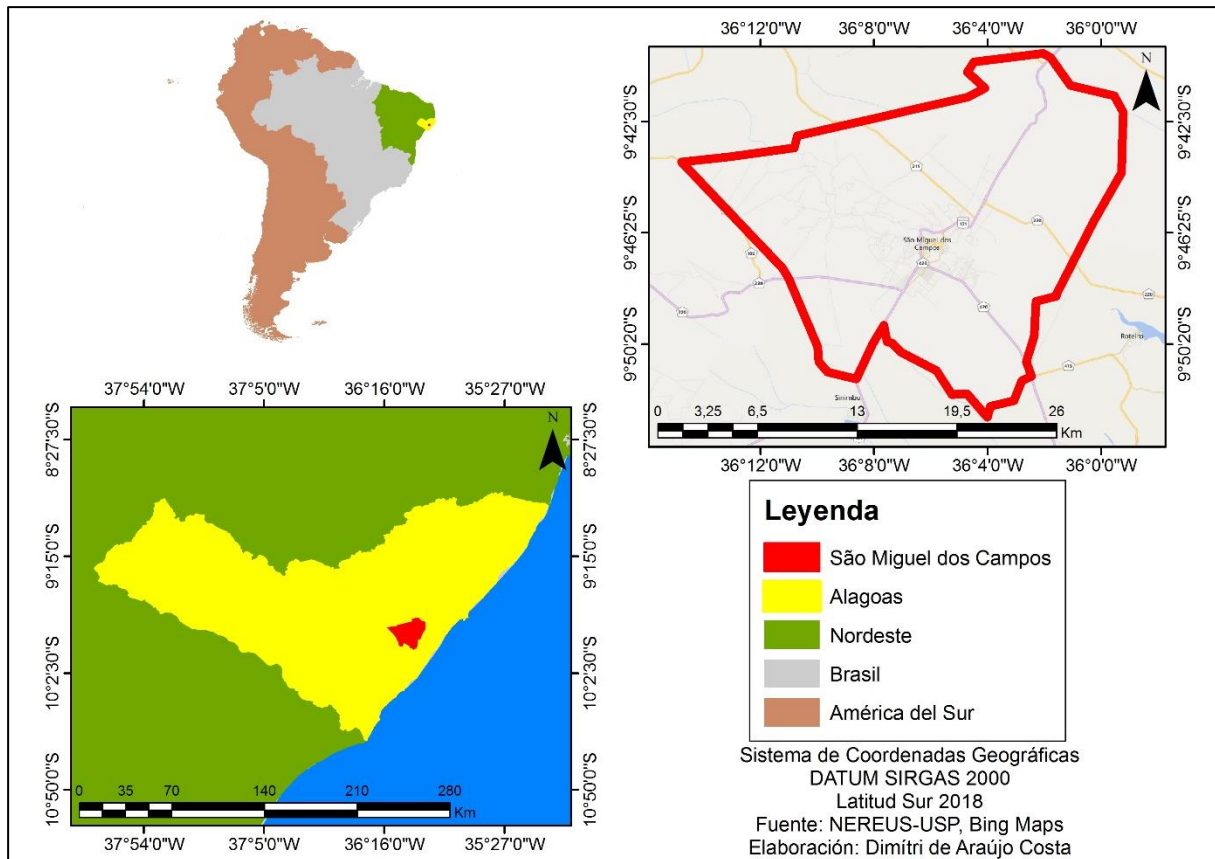 36°12'0"W 36°8'0"W 36°4'0"W 36°0'0"W
9°42'30"S
9°46'25"S
9°50'20"S
N
9°42'30"S
9°46'25"S
9°50'20"S
São Miguel dos
Campos
Roteiro
Sinimbu
220
0 3,25 6,5 13 19,5 26
Km
36°12'0"W 36°8'0"W 36°4'0"W 36°0'0"W
37°54'0"W 37°5'0"W 36°16'0"W 35°27'0"W
8°27'30"S
9°15'0"S
10°2'30"S
10°50'0"S
N
8°27'30"S
9°15'0"S
10°2'30"S
10°50'0"S
0 35 70 140 210 280
Km
37°54'0"W 37°5'0"W 36°16'0"W 35°27'0"W
Leyenda
São Miguel dos Campos
Alagoas
Nordeste
Brasil
América del Sur
Sistema de Coordenadas Geográficas
DATUM SIRGAS 2000
Latitud Sur 2018
Fuente: NEREUS-USP, Bing Maps
Elaboración: Dimítri de Araújo Costa